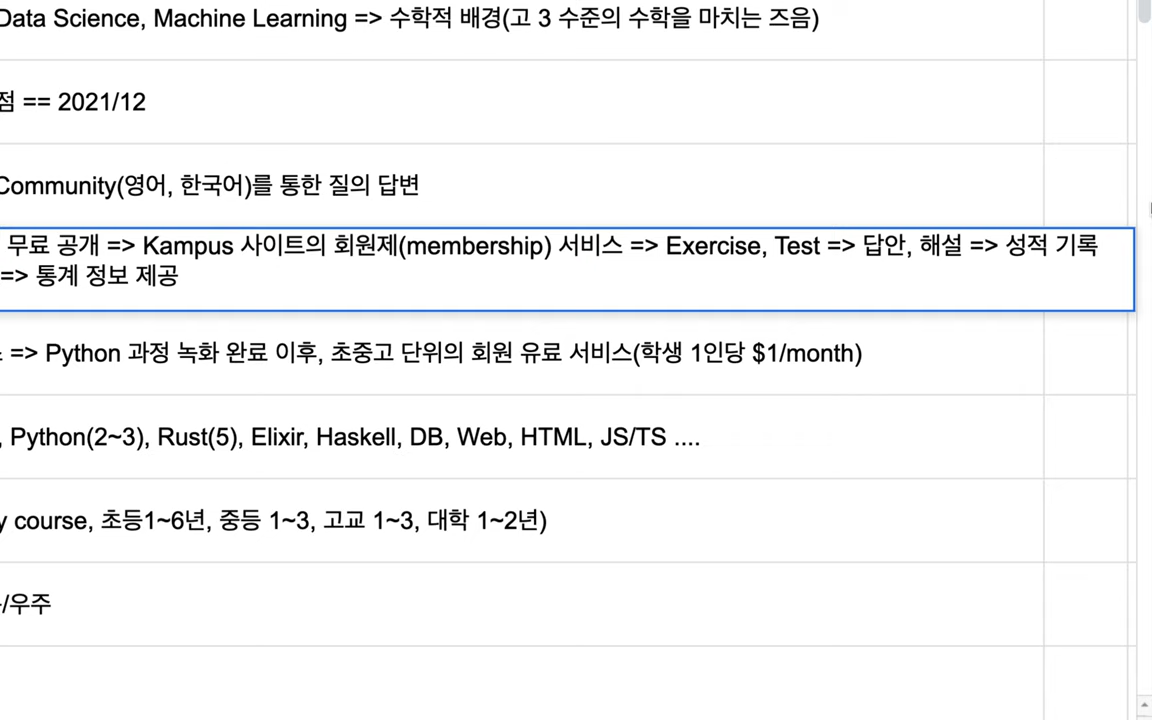 Data Science, Machine Learning => 수학적 배경(고 3 수준의 수학을 마치는 즈음)
점 == 2021/12
Community(영어, 한국어)를 통한 질의 답변
무료 공개 => Kampus 사이트의 회원제(membership) 서비스 => Exercise, Test => 답안, 해설 => 성적 기록
=> 통계 정보 제공
=> Python 과정 녹화 완료 이후, 초중고 단위의 회원 유료 서비스(학생 1인당 $1/month)
, Python(2~3), Rust(5), Elixir, Haskell, DB, Web, HTML, JS/TS ....
y course, 초등1~6년, 중등 1~3, 고교 1~3, 대학 1~2년)
/우주